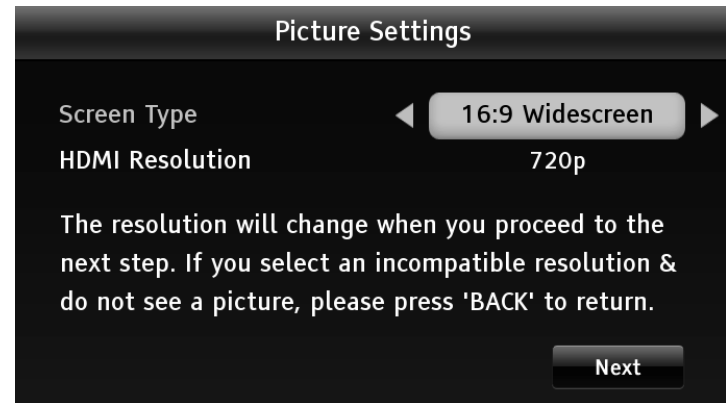 Picture Settings
Screen Type 16:9 Widescreen
HDMI Resolution 720p
The resolution will change when you proceed to the
next step. If you select an incompatible resolution &
do not see a picture, please press 'BACK' to return.
Next